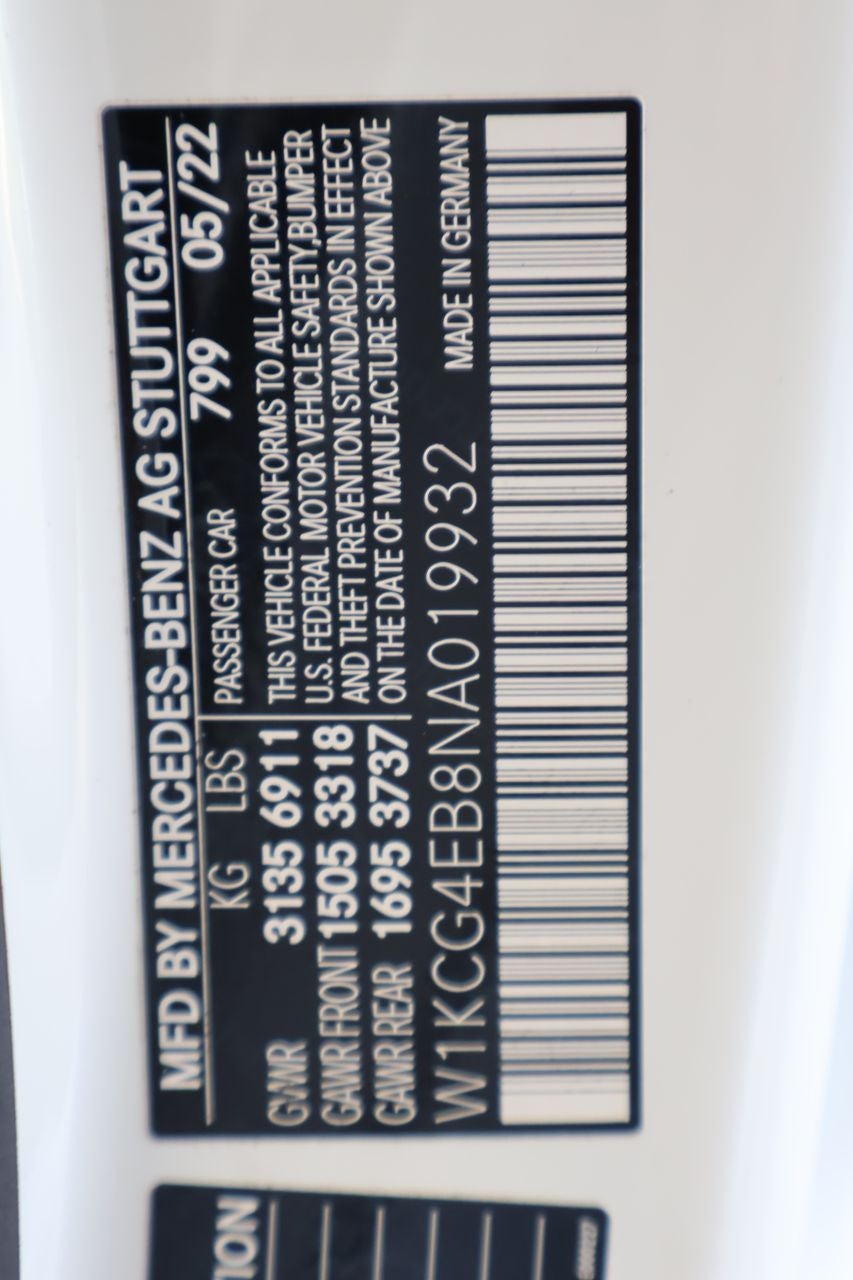 MFD BY MERCEDES-BENZ AG STUTTGART
KG LBS PASSENGER CAR 799 05/22
GVWR 3135 6911
GAWR FRONT 1505 3318
GAWR REAR 1695 3737
THIS VEHICLE CONFORMS TO ALL APPLICABLE
U.S. FEDERAL MOTOR VEHICLE SAFETY,BUMPER
AND THEFT PREVENTION STANDARDS IN EFFECT
ON THE DATE OF MANUFACTURE SHOWN ABOVE
W1KCG4EB8NA019932 MADE IN GERMANY
TION